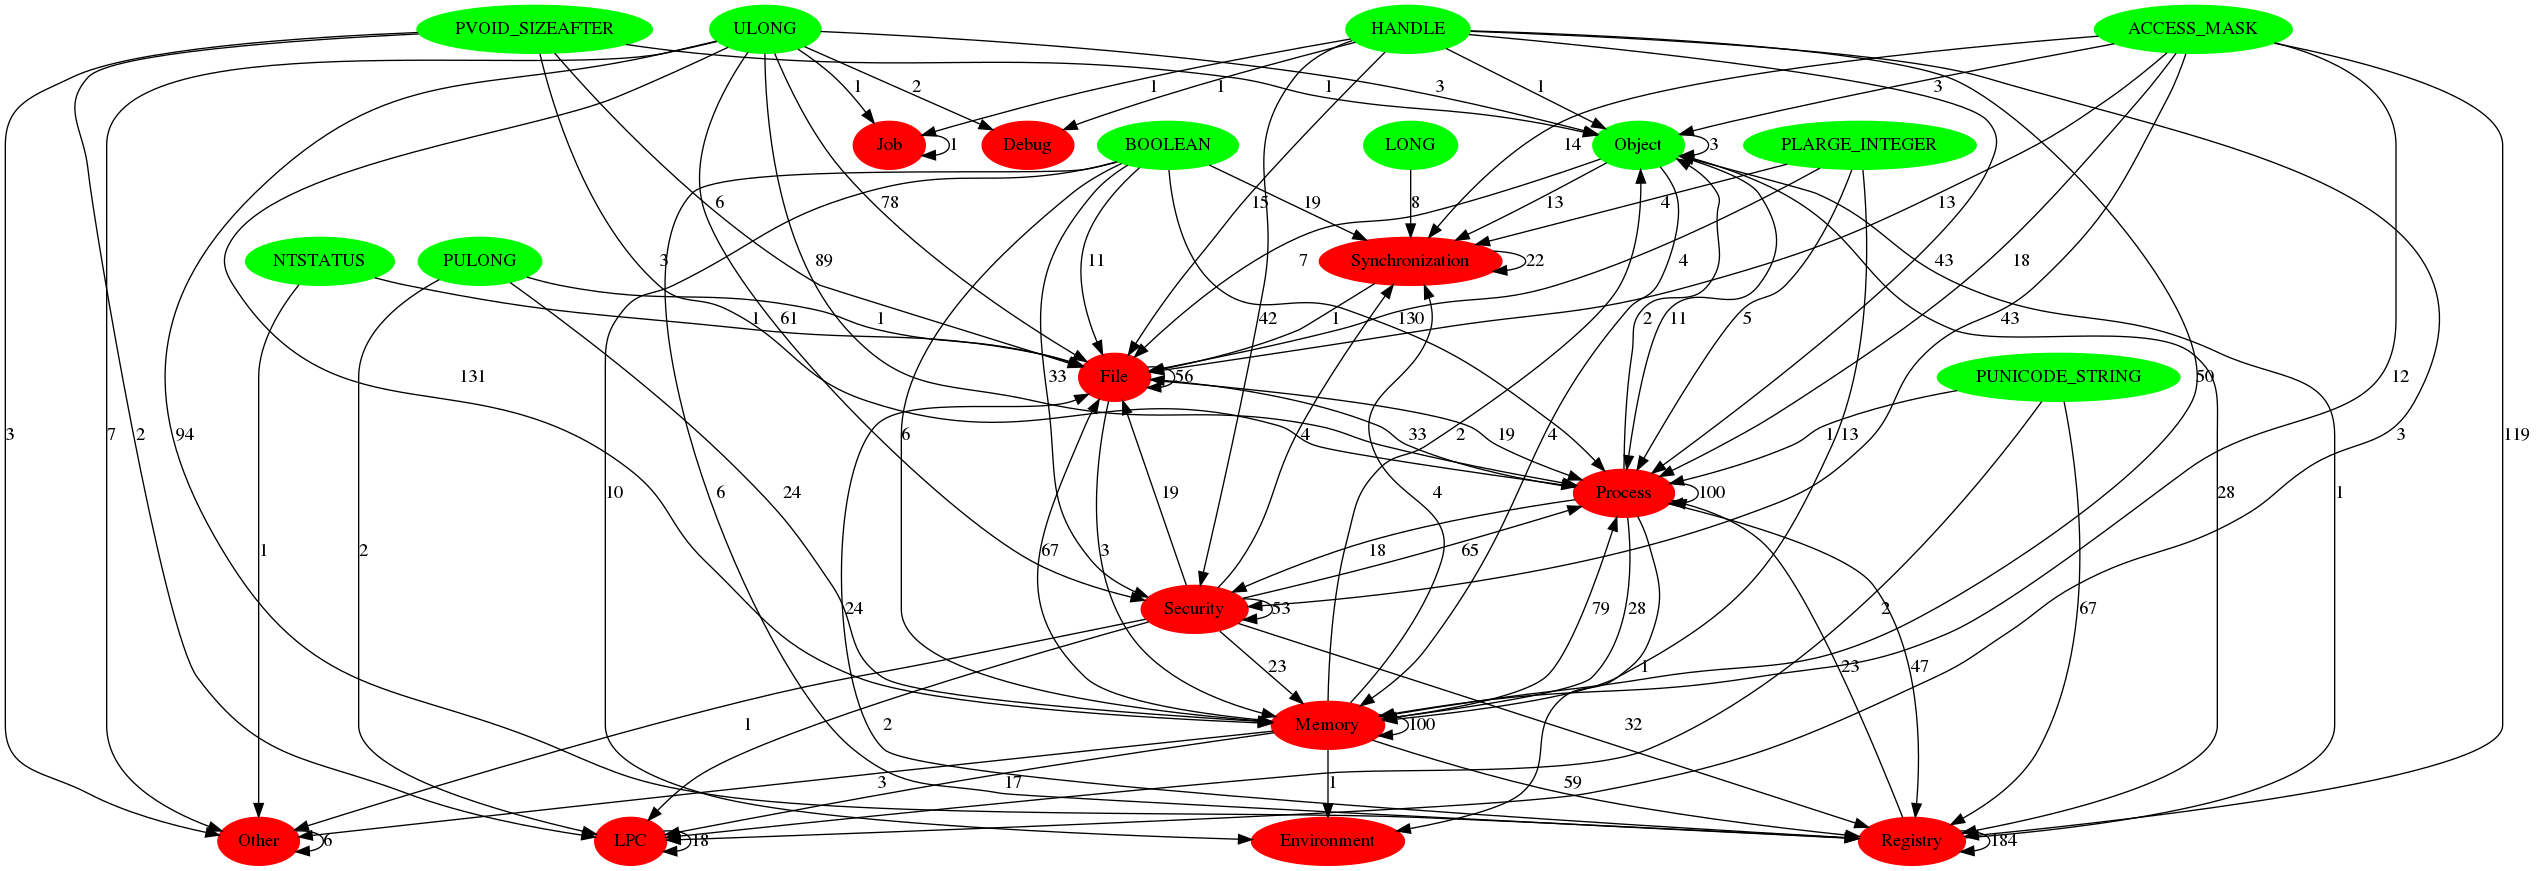 PVOID_SIZEAFTER ULONG HANDLE ACCESS_MASK
1 2 1 1 3 1 1 3
Job 1 Debug BOOLEAN LONG Object 3 PLARGE_INTEGER
14
6 78 15 19 8 13 4 13
NTSTATUS PULONG 3 89 11 Synchronization 22 7 4 43 18
1 61 1 42 1 130 2 11 5 43
131 File 56 PUNICODE_STRING 50 12
33
3 7 2 94 6 4 33 2 19 4 1 13 3 119
10 6 24 19 Process 100 28 1
1 2 67 3 18 65
24 Security 53 79 28 2 67
23 1 23 47
1 2 Memory 100 32
3 17 1 59
Other 6 LPC 18 Environment Registry 184